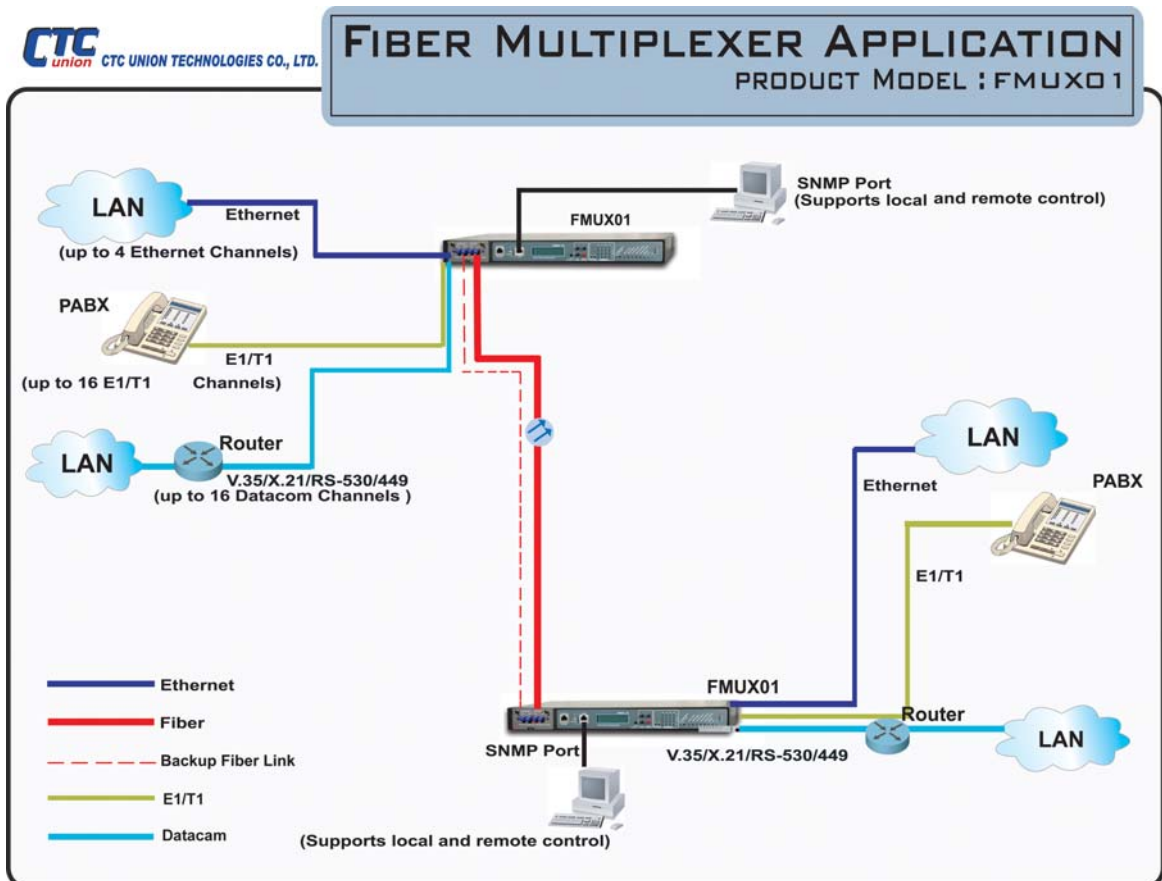 CTC
union
CTC UNION TECHNOLOGIES CO., LTD.
FIBER MULTIPLEXER APPLICATION
PRODUCT MODEL : FMUX01
LAN
Ethernet
(up to 4 Ethernet Channels)
SNMP Port
(Supports local and remote control)
FMUX01
PABX
E1/T1
(up to 16 E1/T1 Channels)
LAN
Router
V.35/X.21/RS-530/449
(up to 16 Datacom Channels )
LAN
Ethernet
PABX
E1/T1
Ethernet
Fiber
Backup Fiber Link
E1/T1
Datacam
FMUX01
Router
LAN
SNMP Port
V.35/X.21/RS-530/449
(Supports local and remote control)